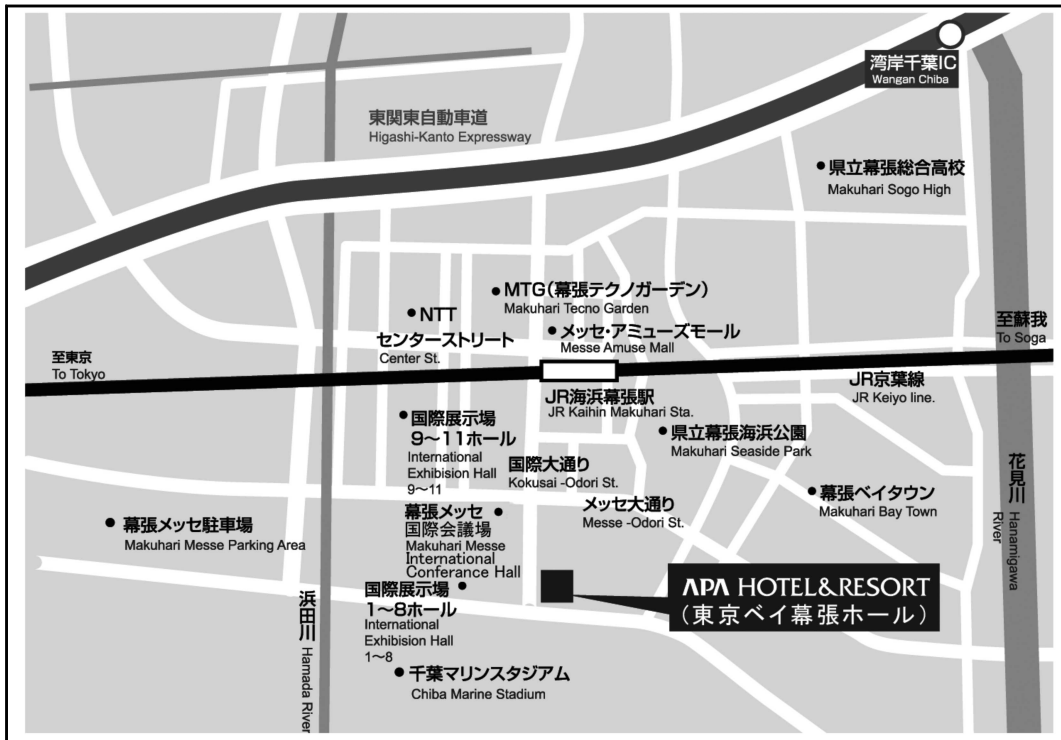 湾岸千葉IC
Wangan Chiba
東関東自動車道
Higashi-Kanto Expressway
県立幕張総合高校
Makuhari Sogo High
MTG(幕張テクノガーデン)
Makuhari Tecno Garden
NTT
メッセ・アミューズモール
Messe Amuse Mall
センターストリート
Center St.
至蘇我
To Soga
至東京
To Tokyo
JR京葉線
JR Keiyo line.
JR海浜幕張駅
JR Kaihin Makuhari Sta.
国際展示場
9〜11ホール
International
Exhibision Hall
9〜11
県立幕張海浜公園
Makuhari Seaside Park
国際大通り
Kokusai -Odori St.
メッセ大通り
Messe -Odori St.
幕張ベイタウン
Makuhari Bay Town
花見川 Hanamigawa
River
幕張メッセ駐車場
Makuhari Messe Parking Area
幕張メッセ
国際会議場
Makuhari Messe
International
Conferance Hall
APA HOTEL&RESORT
(東京ベイ幕張ホール)
国際展示場
1〜8ホール
International
Exhibision Hall
1〜8
浜田川 Hamada River
千葉マリンスタジアム
Chiba Marine Stadium